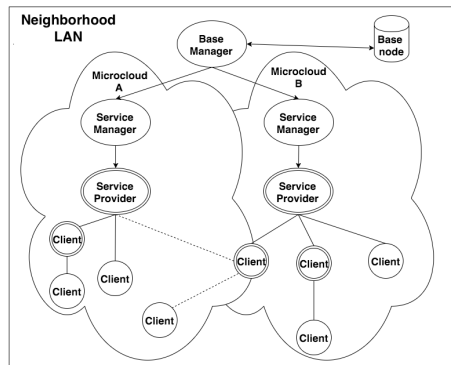 Neighborhood
LAN
Base
Manager
Base
node
Microcloud
A
Microcloud
B
Service
Manager
Service
Manager
Service
Provider
Service
Provider
Client
Client
Client
Client
Client
Client
Client
Client